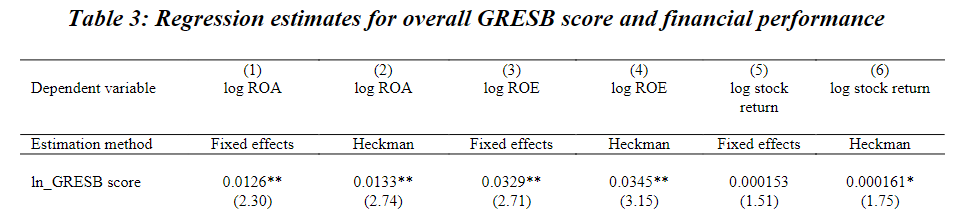 Table 3: Regression estimates for overall GRESB score and financial performance
(1) (2) (3) (4) (5) (6)
Dependent variable log ROA log ROA log ROE log ROE log stock log stock return
return
Estimation method Fixed effects Heckman Fixed effects Heckman Fixed effects Heckman
ln_GRESB score 0.0126** 0.0133** 0.0329** 0.0345** 0.000153 0.000161*
(2.30) (2.74) (2.71) (3.15) (1.51) (1.75)